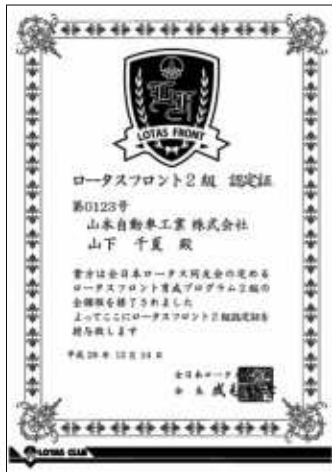 LOTAS FRONT
ロータスフロント2級 認定証
第0123号
山本自動車工業 株式会社
山下 千夏 殿
貴方は全日本ロータス同友会の定める
ロータスフロント育成プログラム2級の
全課程を修了されました
よってここにロータスフロント2級認定証を
授与致します
平成28年12月14日
全日本ロータ
会長
LOTAS CLUB